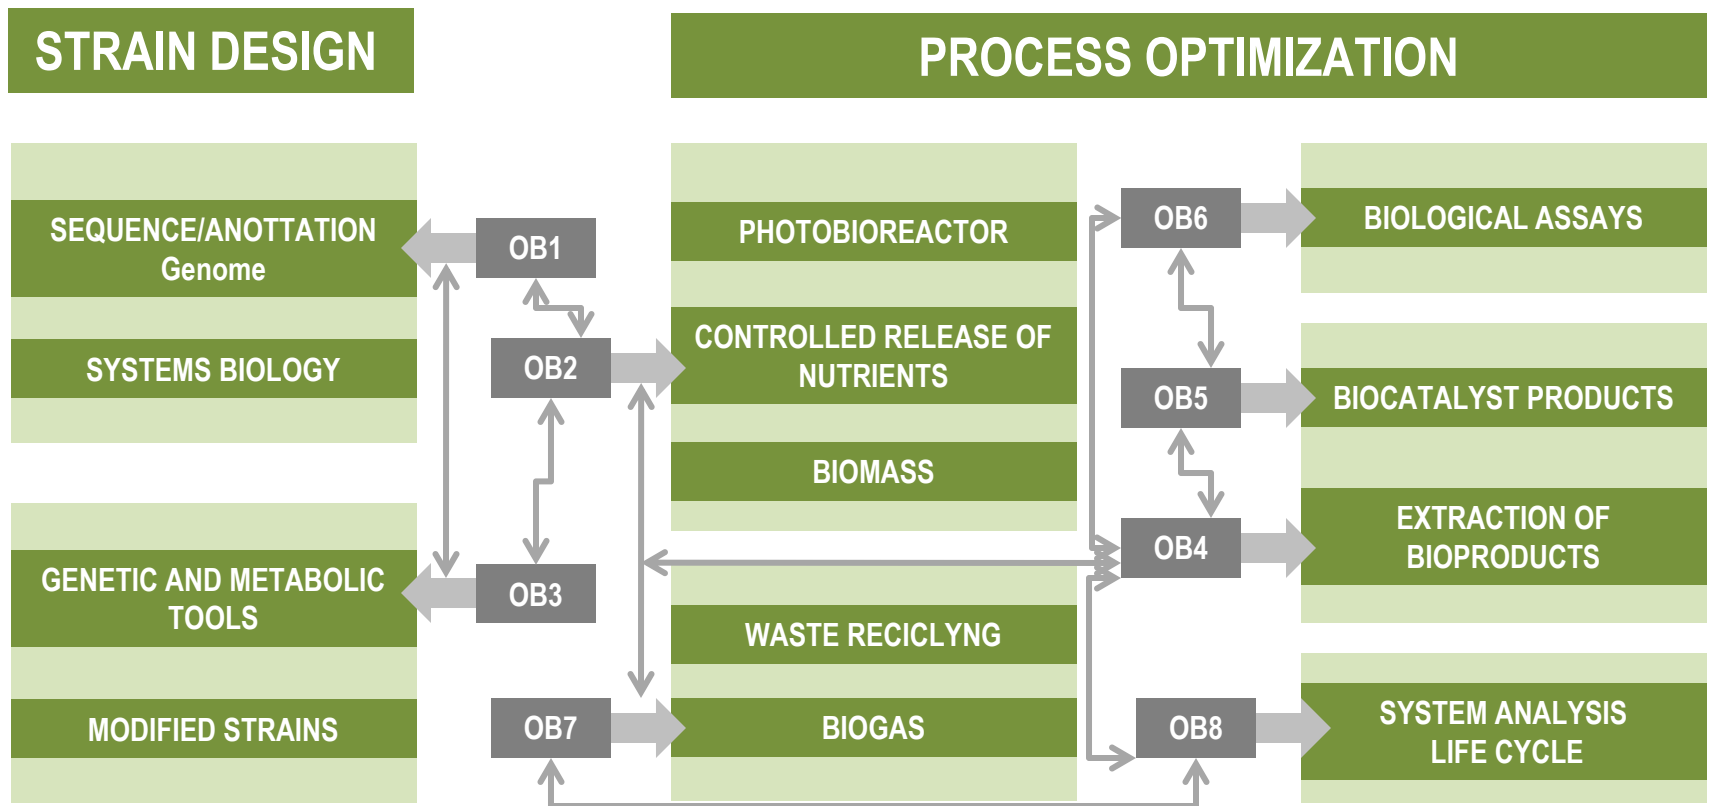 STRAIN DESIGN
PROCESS OPTIMIZATION
SEQUENCE/ANOTTATION
Genome
SYSTEMS BIOLOGY
GENETIC AND METABOLIC
TOOLS
MODIFIED STRAINS
OB1
OB2
OB3
OB7
PHOTOBIOREACTOR
CONTROLLED RELEASE OF
NUTRIENTS
BIOMASS
WASTE RECICLYNG
BIOGAS
OB6
OB5
OB4
OB8
BIOLOGICAL ASSAYS
BIOCATALYST PRODUCTS
EXTRACTION OF
BIOPRODUCTS
SYSTEM ANALYSIS
LIFE CYCLE